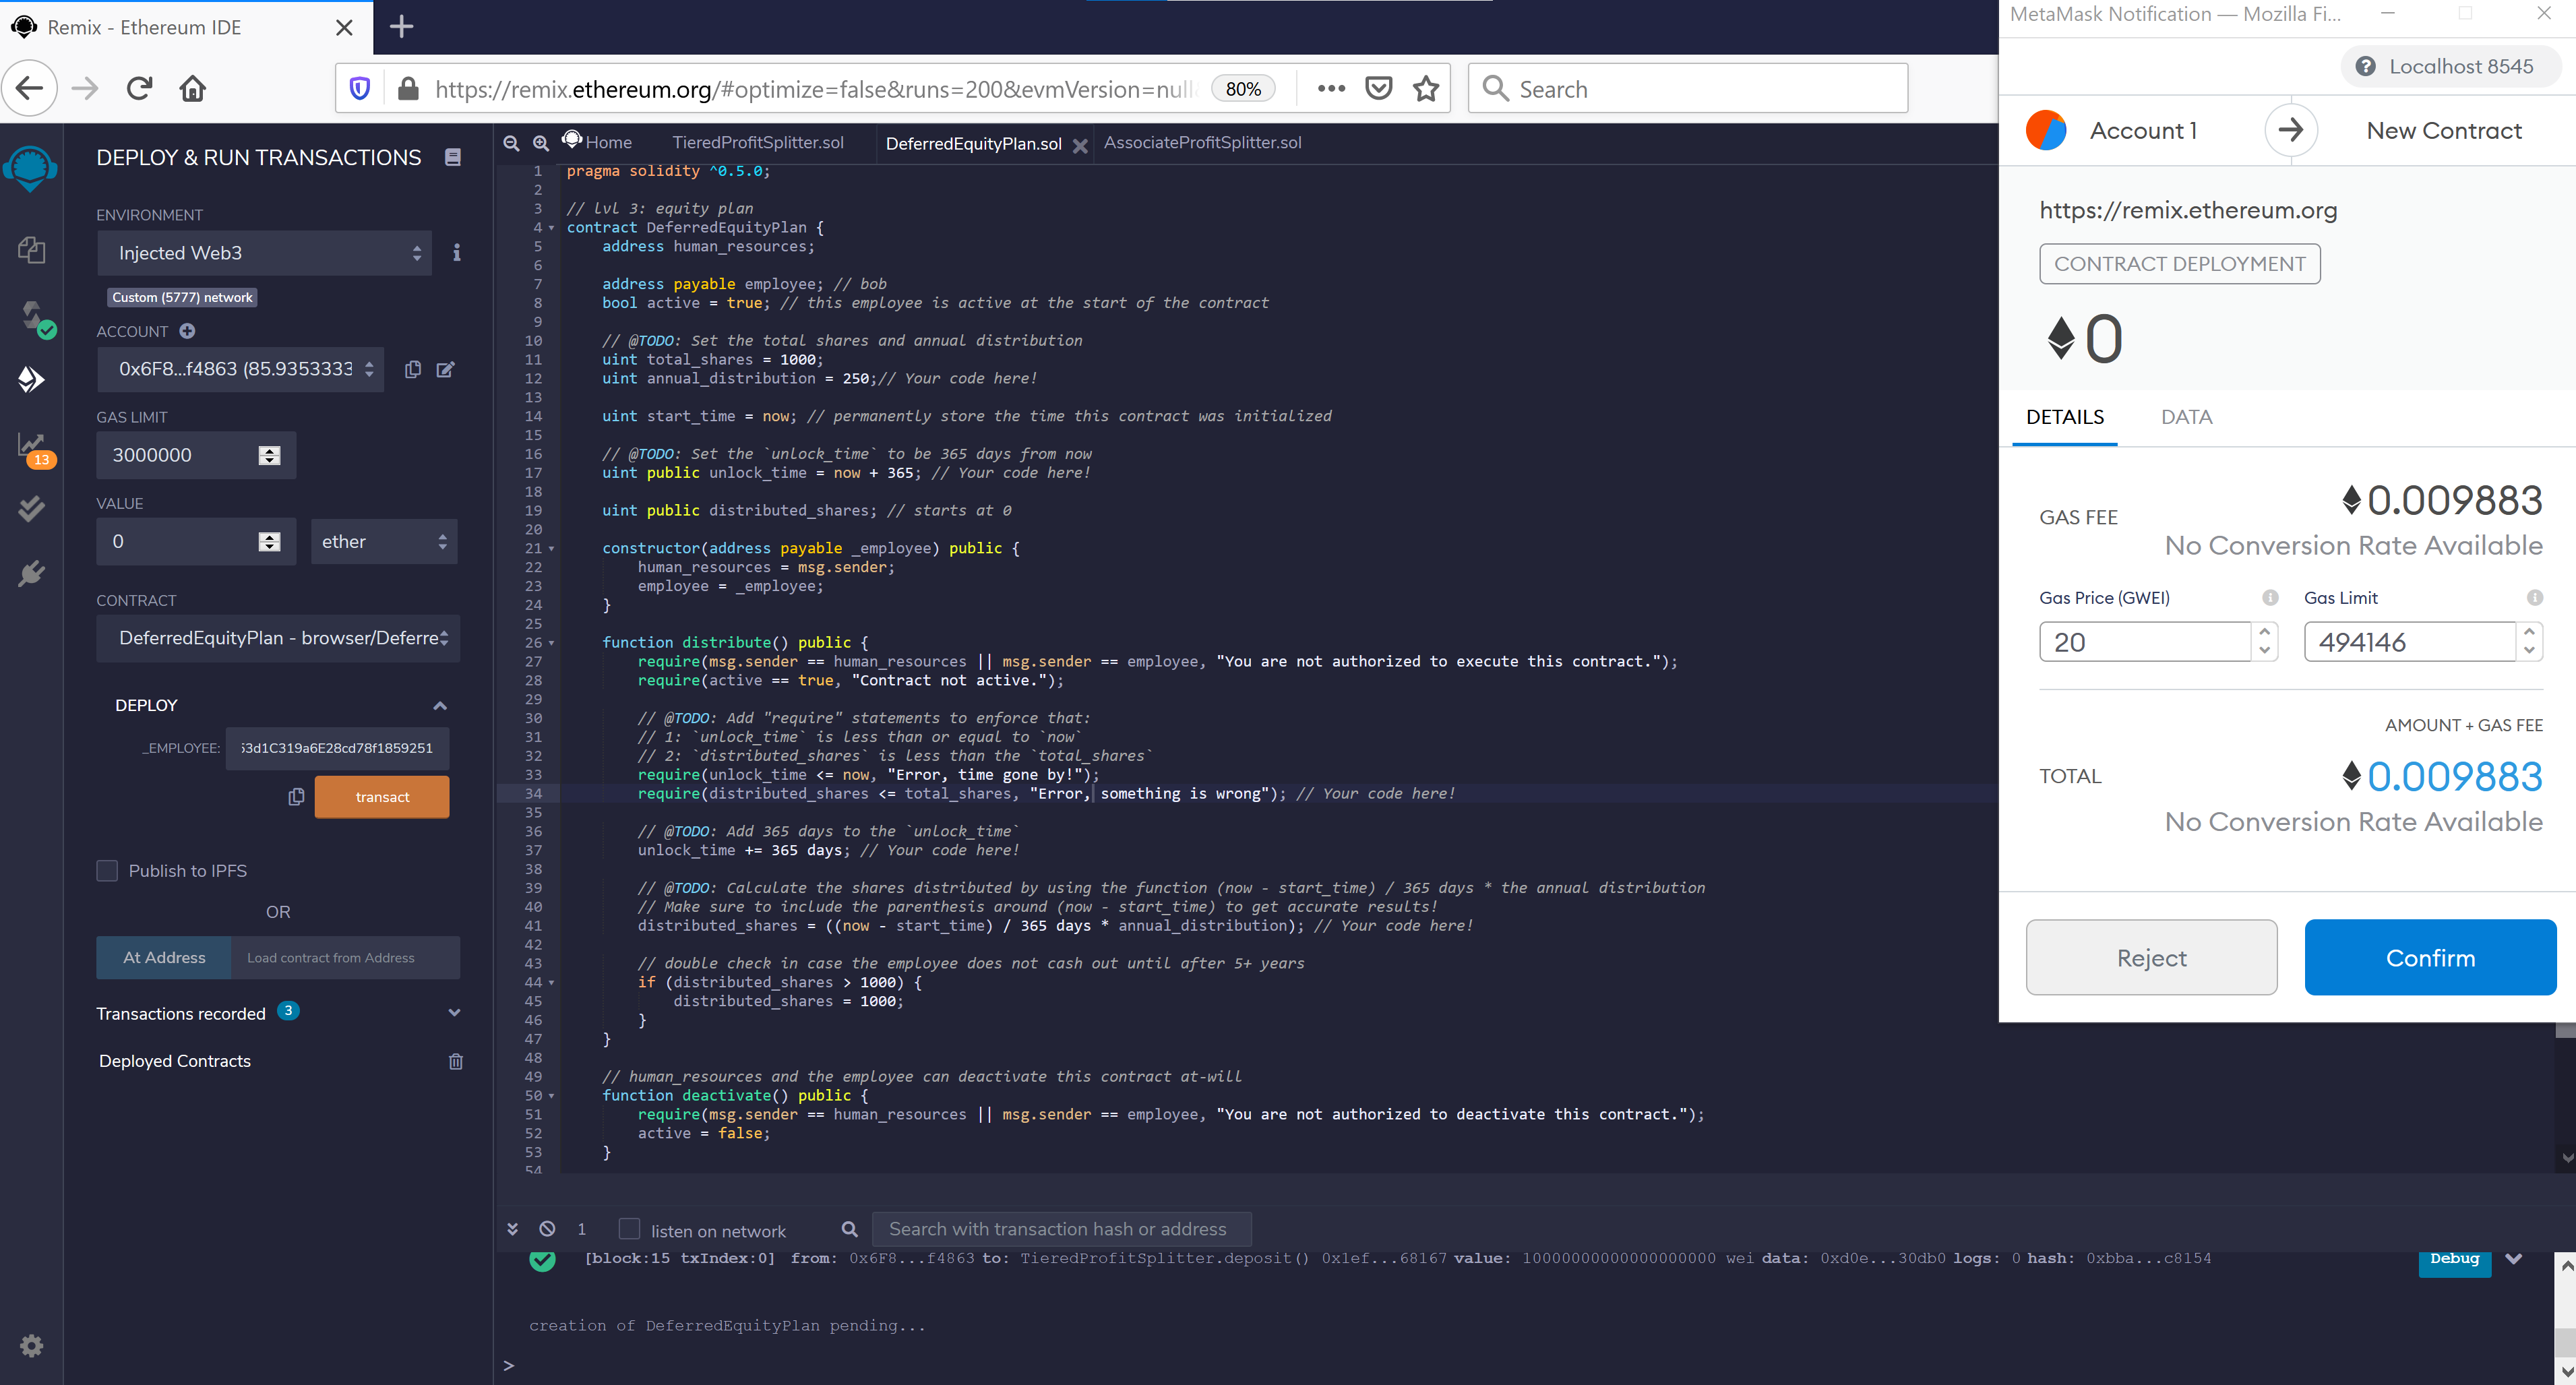 Remix - Ethereum IDE
https://remix.ethereum.org/#optimize=false&runs=200&evmVersion=null
80%
Search
DEPLOY & RUN TRANSACTIONS
ENVIRONMENT
Injected Web3
Custom (5777) network
ACCOUNT
0x6F8...f4863 (85.9353333
GAS LIMIT
3000000
13
VALUE
0
ether
CONTRACT
DeferredEquityPlan - browser/Deferre
DEPLOY
_EMPLOYEE:
53d1C319a6E28cd78f1859251
transact
Publish to IPFS
OR
At Address
Load contract from Address
Transactions recorded 3
Deployed Contracts
Home
TieredProfitSplitter.sol
DeferredEquityPlan.sol
AssociateProfitSplitter.sol
1 pragma solidity ^0.5.0;
2
3 // lvl 3: equity plan
4 contract DeferredEquityPlan {
5 address human_resources;
6
7 address payable employee; // bob
8 bool active = true; // this employee is active at the start of the contract
9
10 // @TODO: Set the total shares and annual distribution
11 uint total_shares = 1000;
12 uint annual_distribution = 250;// Your code here!
13
14 uint start_time = now; // permanently store the time this contract was initialized
15
16 // @TODO: Set the `unlock_time` to be 365 days from now
17 uint public unlock_time = now + 365; // Your code here!
18
19 uint public distributed_shares; // starts at 0
20
21 constructor(address payable _employee) public {
22 human_resources = msg.sender;
23 employee = _employee;
24 }
25
26 function distribute() public {
27 require(msg.sender == human_resources || msg.sender == employee, "You are not authorized to execute this contract.");
28 require(active == true, "Contract not active.");
29
30 // @TODO: Add "require" statements to enforce that:
31 // 1: `unlock_time` is less than or equal to `now`
32 // 2: `distributed_shares` is less than the `total_shares`
33 require(unlock_time <= now, "Error, time gone by!");
34 require(distributed_shares <= total_shares, "Error, something is wrong"); // Your code here!
35
36 // @TODO: Add 365 days to the `unlock_time`
37 unlock_time += 365 days; // Your code here!
38
39 // @TODO: Calculate the shares distributed by using the function (now - start_time) / 365 days * the annual distribution
40 // Make sure to include the parenthesis around (now - start_time) to get accurate results!
41 distributed_shares = ((now - start_time) / 365 days * annual_distribution); // Your code here!
42
43 // double check in case the employee does not cash out until after 5+ years
44 if (distributed_shares > 1000) {
45 distributed_shares = 1000;
46 }
47 }
48
49 // human_resources and the employee can deactivate this contract at-will
50 function deactivate() public {
51 require(msg.sender == human_resources || msg.sender == employee, "You are not authorized to deactivate this contract.");
52 active = false;
53 }
54
1
listen on network
Search with transaction hash or address
[block:15 txIndex:0] from: 0x6F8...f4863 to: TieredProfitSplitter.deposit() 0x1ef...68167 value: 10000000000000000000 wei data: 0xd0e...30db0 logs: 0 hash: 0xbba...c8154
Debug
creation of DeferredEquityPlan pending...
>
MetaMask Notification — Mozilla Fi...
Localhost 8545
Account 1
New Contract
https://remix.ethereum.org
CONTRACT DEPLOYMENT
0
DETAILS
DATA
GAS FEE
0.009883
No Conversion Rate Available
Gas Price (GWEI)
Gas Limit
20
494146
AMOUNT + GAS FEE
TOTAL
0.009883
No Conversion Rate Available
Reject
Confirm